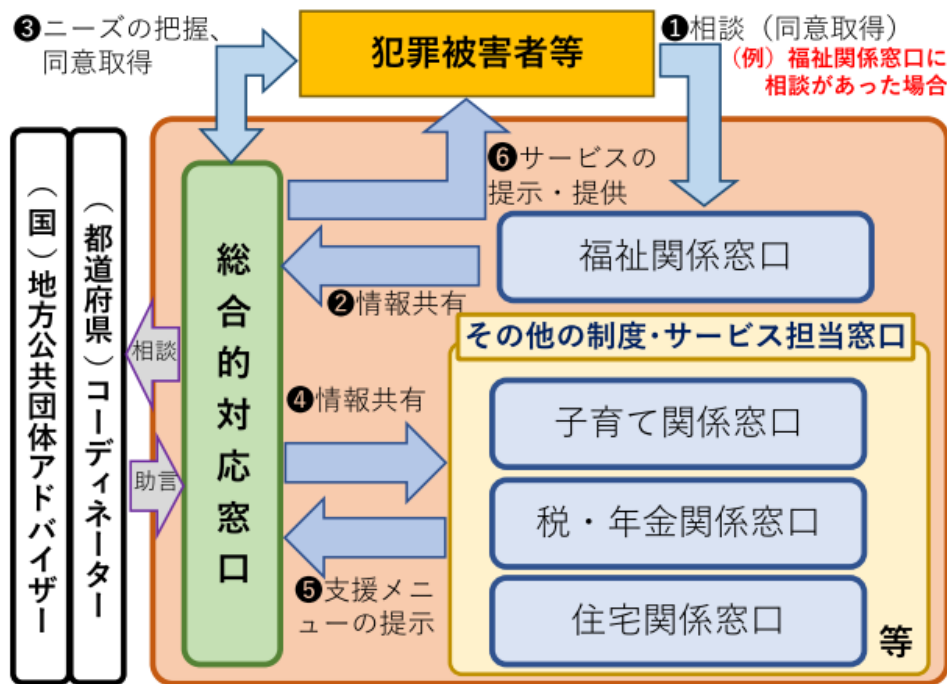 ❸ニーズの把握、
同意取得
犯罪被害者等
❶相談（同意取得）
（例）福祉関係窓口に
相談があった場合
（国）地方公共団体アドバイザー
（都道府県）コーディネーター
相談
助言
総合的対応窓口
❻サービスの
提示・提供
福祉関係窓口
❷情報共有
その他の制度･サービス担当窓口
❹情報共有
子育て関係窓口
税・年金関係窓口
❺支援メニ
ューの提示
住宅関係窓口
等